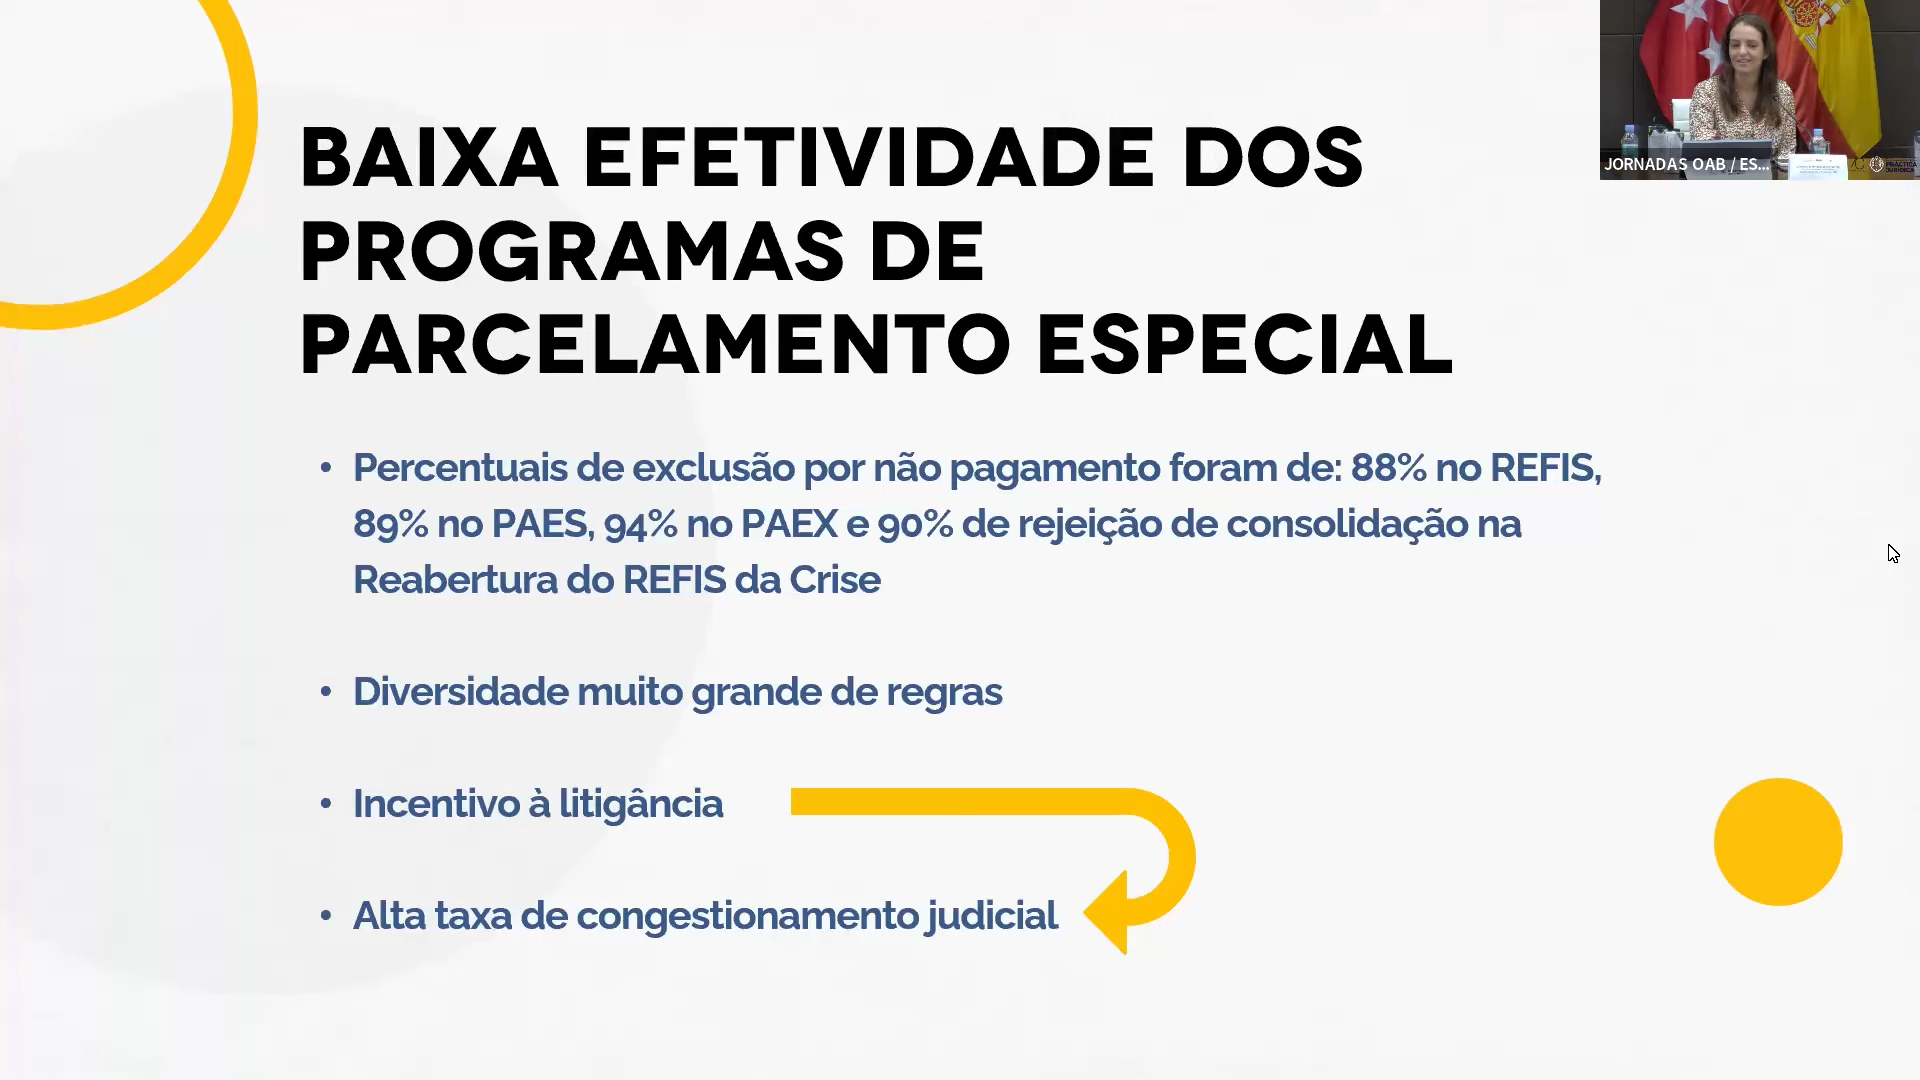 BAIXA EFETIVIDADE DOS
PROGRAMAS DE
PARCELAMENTO ESPECIAL
• Percentuais de exclusão por não pagamento foram de: 88% no REFIS,
89% no PAES, 94% no PAEX e 90% de rejeição de consolidação na
Reabertura do REFIS da Crise
• Diversidade muito grande de regras
• Incentivo à litigância
• Alta taxa de congestionamento judicial
JORNADAS OAB / ES...
PRÁCTICA
JURÍDICA